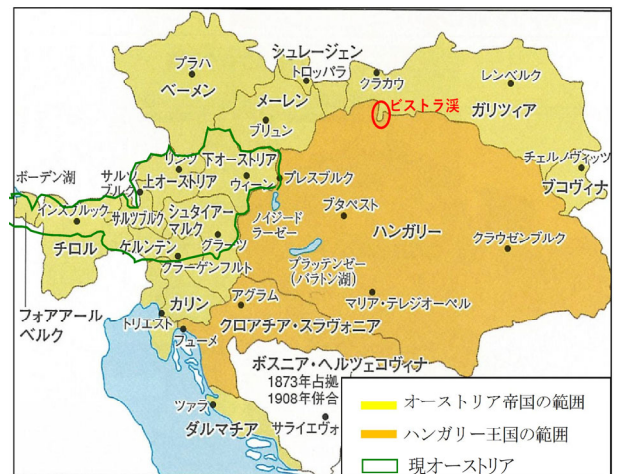 シュレージェン
プラハ
トロッパラ
クラカウ
レンベルク
ビストラ渓
ベーメン
メーレン
ガリツィア
ブリュン
チェルノヴィッツ
ボーデン湖
サルツ
ブルク
リンツ
下オーストリア
上オーストリア
ウィーン
プレスブルク
ブコヴィナ
インスブルック
サルツブルク
シュタイアー
マルク
ノイジード
ラーゼー
ブタペスト
ハンガリー
クラウゼンブルク
チロル
ケルンテン
グラーツ
プラッテンゼー
(バラトン湖)
クラーゲンフルト
フォアアール
ベルク
カリン
アグラム
マリア・テレジオーペル
トリエスト
クロアチア・スラヴォニア
フューメ
ボスニア・ヘルツェコヴィナ
1873年占拠
1908年併合
ツァラ
ダルマチア
サライエヴォ
オーストリア帝国の範囲
ハンガリー王国の範囲
現オーストリア